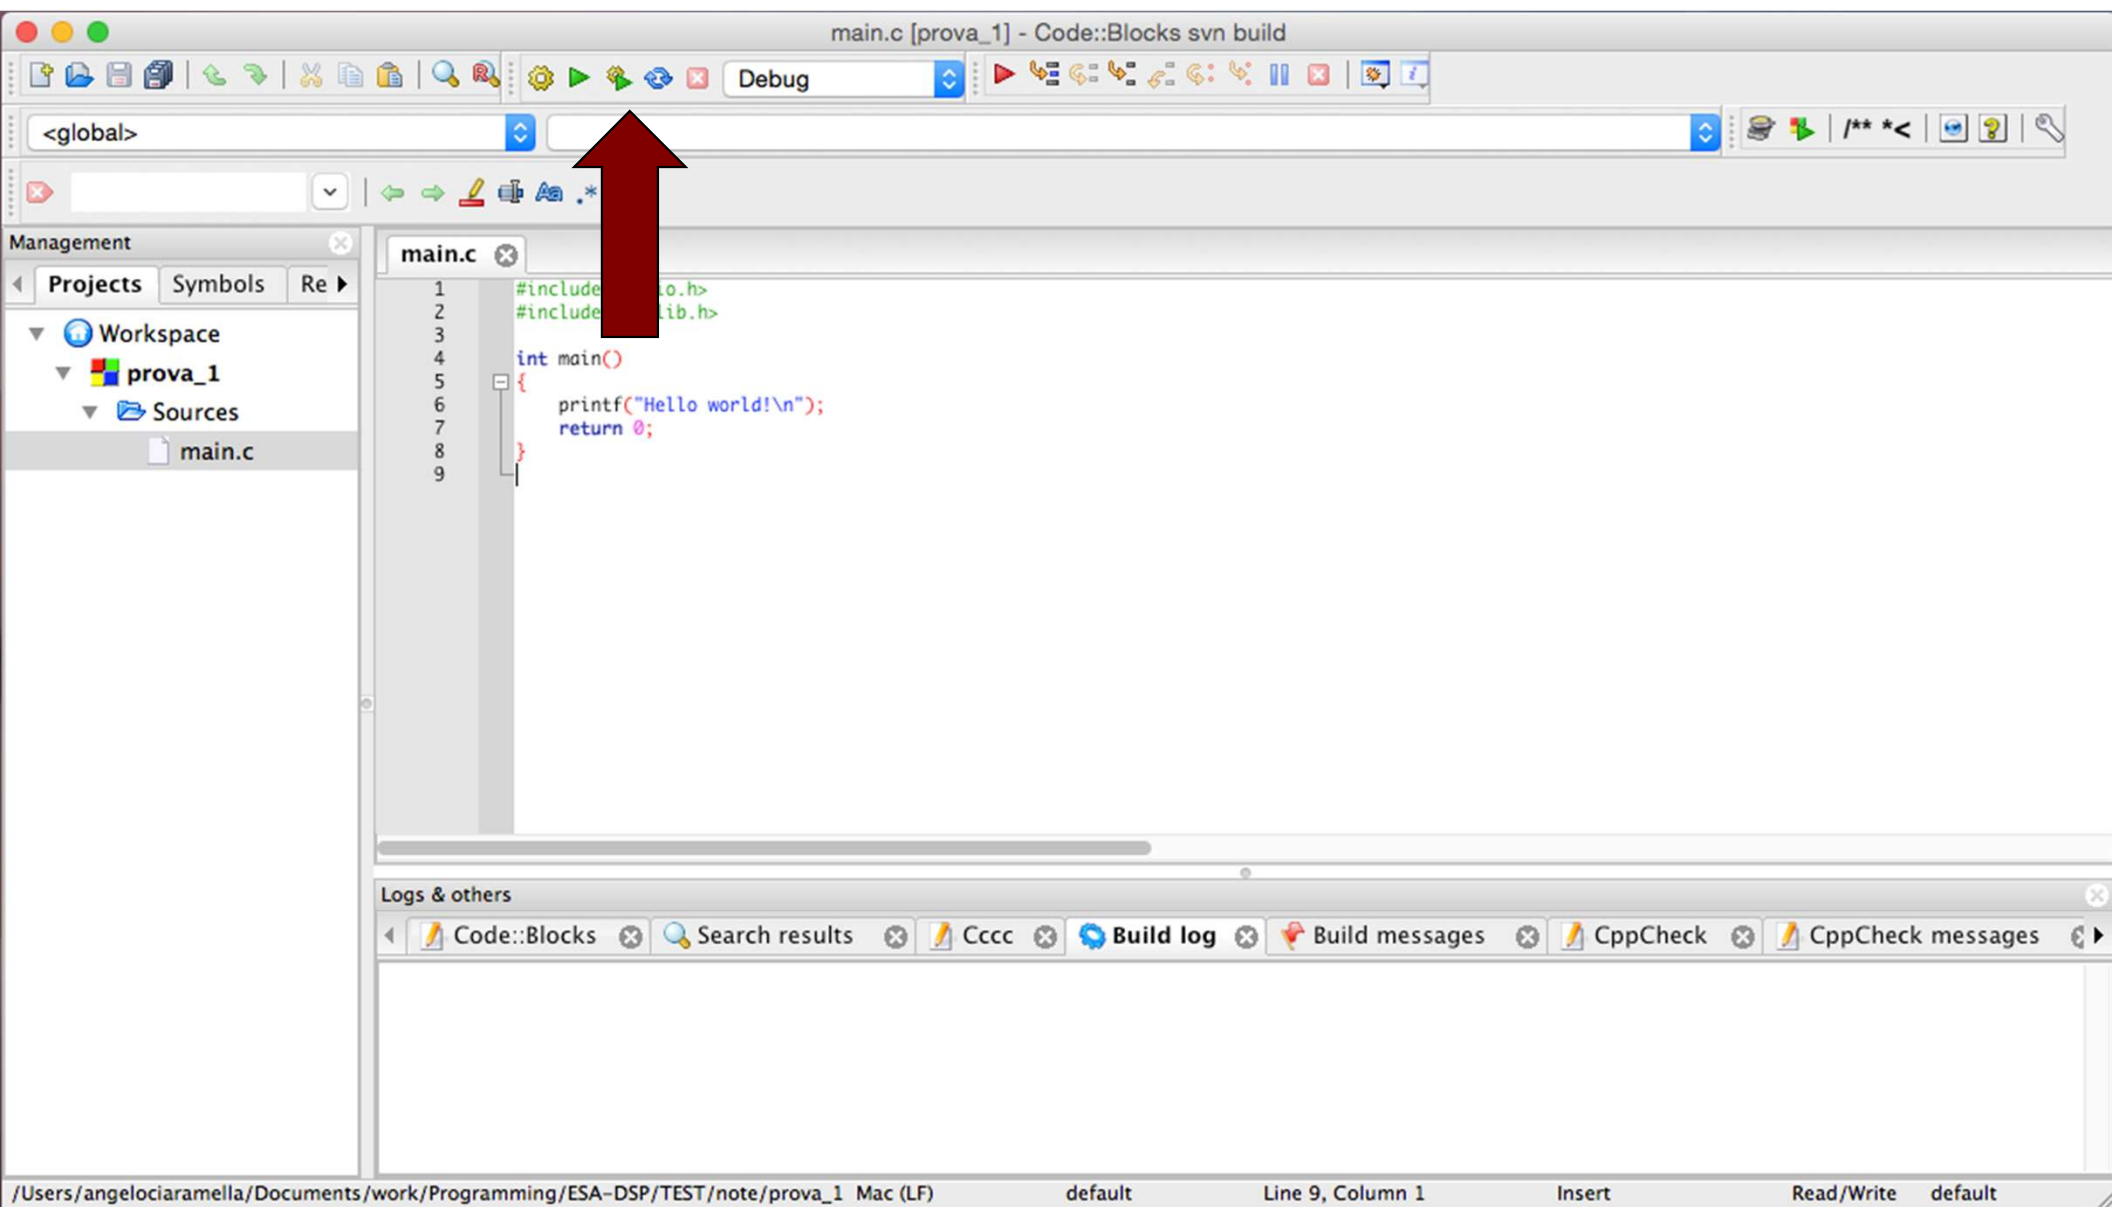 main.c [prova_1] - Code::Blocks svn build
Debug
<global>
/** *<
Aa .*
Management
Projects Symbols Re
main.c
Workspace
prova_1
Sources
main.c
1 #include io.h>
2 #include lib.h>
3
4 int main()
5 {
6 printf("Hello world!\n");
7 return 0;
8 }
9
Logs & others
Code::Blocks Search results Cccc Build log Build messages CppCheck CppCheck messages
/Users/angelociaramella/Documents/work/Programming/ESA-DSP/TEST/note/prova_1 Mac (LF) default Line 9, Column 1 Insert Read/Write default